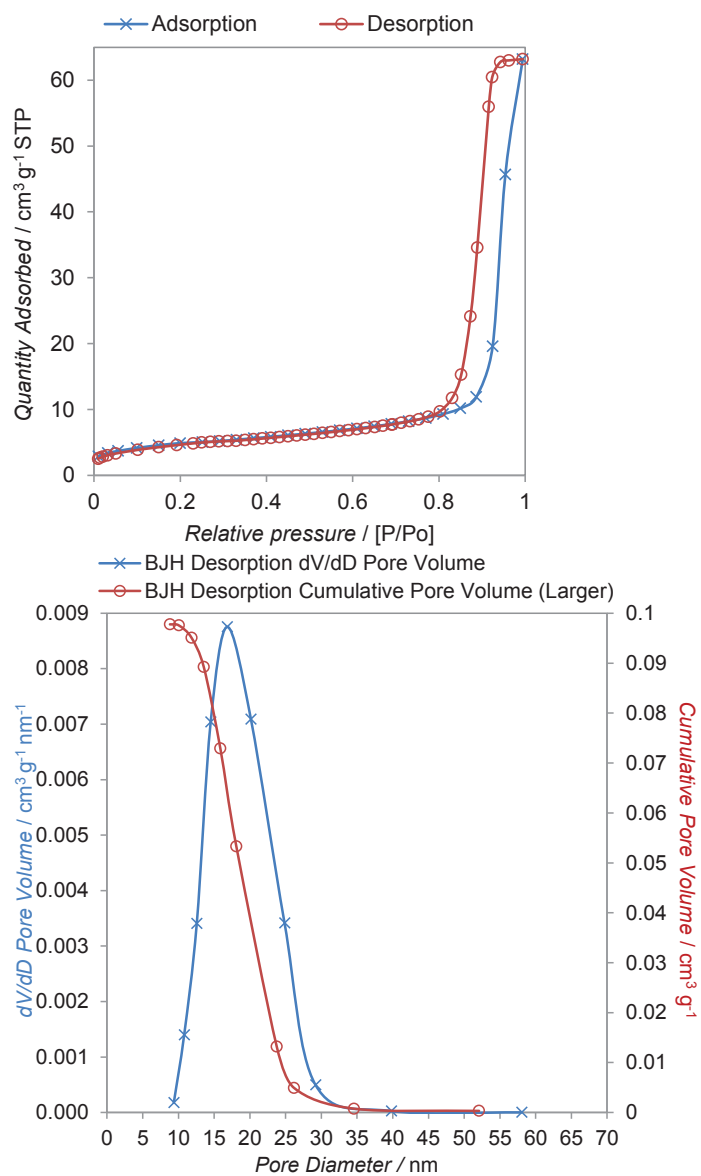 Adsorption Desorption
Quantity Adsorbed / cm³ g⁻¹ STP
60
50
40
30
20
10
0
0 0.2 0.4 0.6 0.8 1
Relative pressure / [P/Po]
BJH Desorption dV/dD Pore Volume
BJH Desorption Cumulative Pore Volume (Larger)
dV/dD Pore Volume / cm³ g⁻¹ nm⁻¹
0.009
0.008
0.007
0.006
0.005
0.004
0.003
0.002
0.001
0.000
0.1
0.09
0.08
0.07
0.06
0.05
0.04
0.03
0.02
0.01
0
Cumulative Pore Volume / cm³ g⁻¹
0 5 10 15 20 25 30 35 40 45 50 55 60 65 70
Pore Diameter / nm